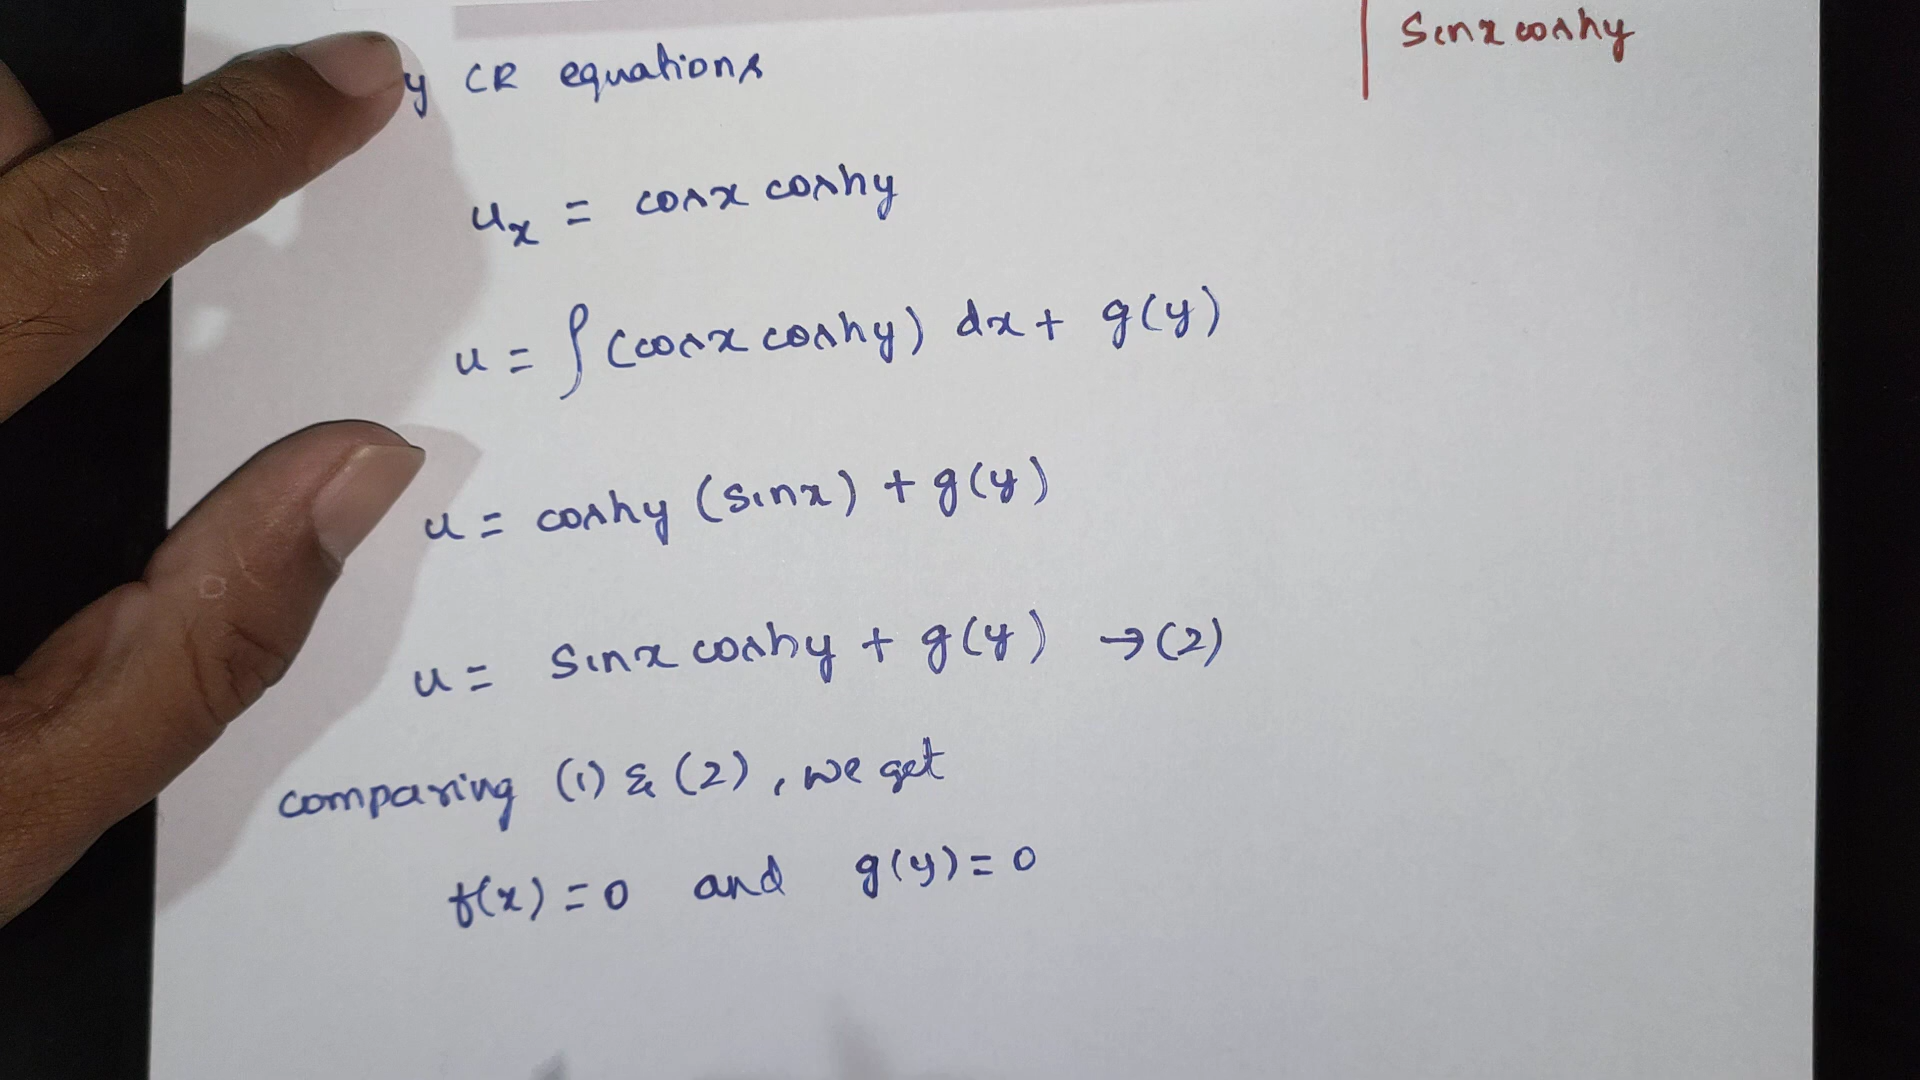 sinx coshy
y CR equations
uₓ = cosx coshy
u = ∫ (cosx coshy) dx + g(y)
u = coshy (sinx) + g(y)
u = sinx coshy + g(y) → (2)
comparing (1) & (2), we get
f(x) = 0 and g(y) = 0